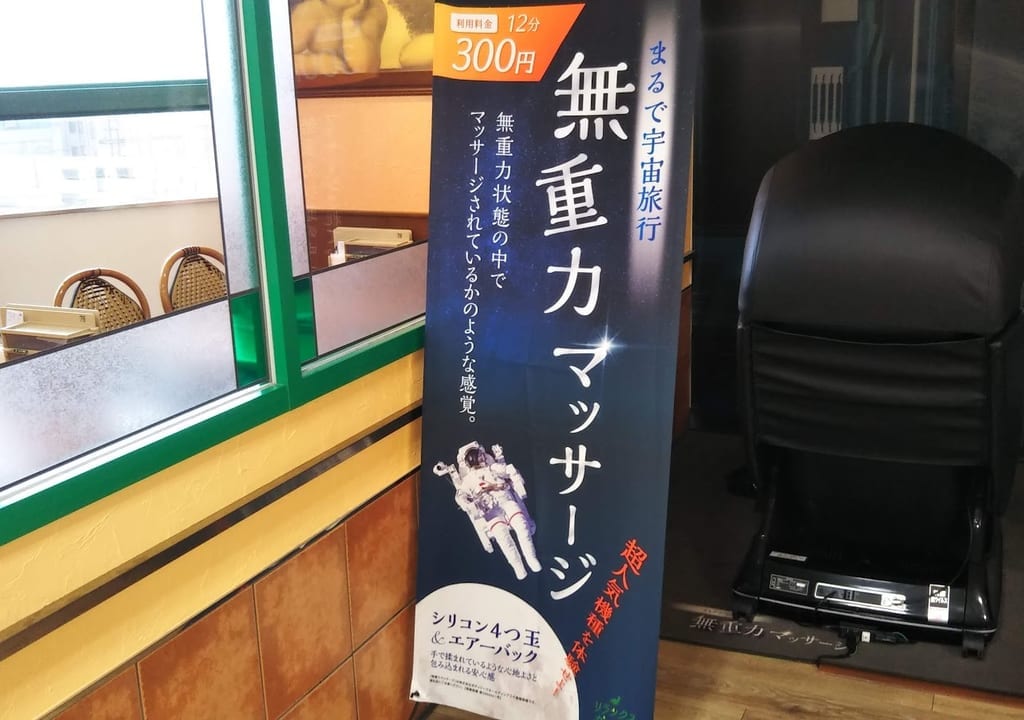 利用料金 12分
300円
まるで宇宙旅行
無重力マッサージ
無重力状態の中で
マッサージされているかのような感覚。
超人気機種を体験
シリコン4つ玉
&エアーバック
手で揉まれているような心地よさと
包み込まれる安心感
リラックス
無重力マッサージ